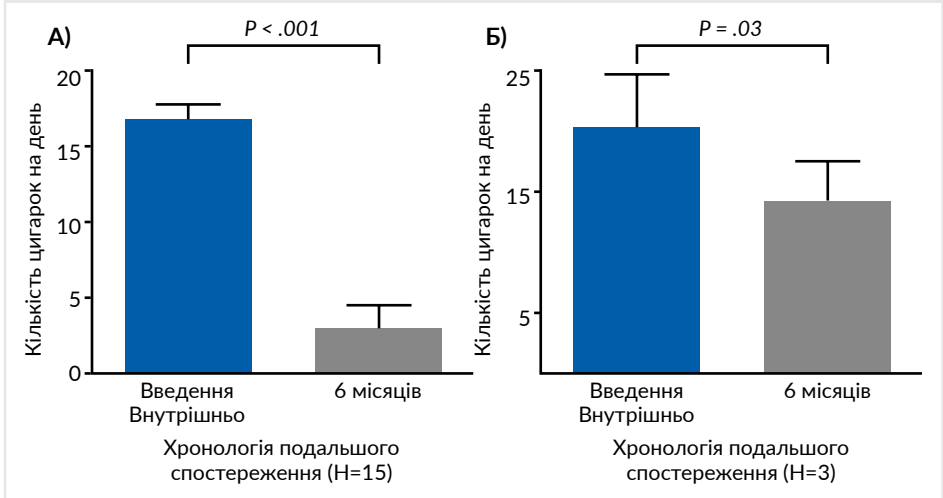 А)
P < .001
Кількість цигарок на день
20
15
10
5
0
Введення
Внутрішньо
6 місяців
Хронологія подальшого
спостереження (Н=15)
Б)
P = .03
Кількість цигарок на день
25
15
5
Введення
Внутрішньо
6 місяців
Хронологія подальшого
спостереження (Н=3)